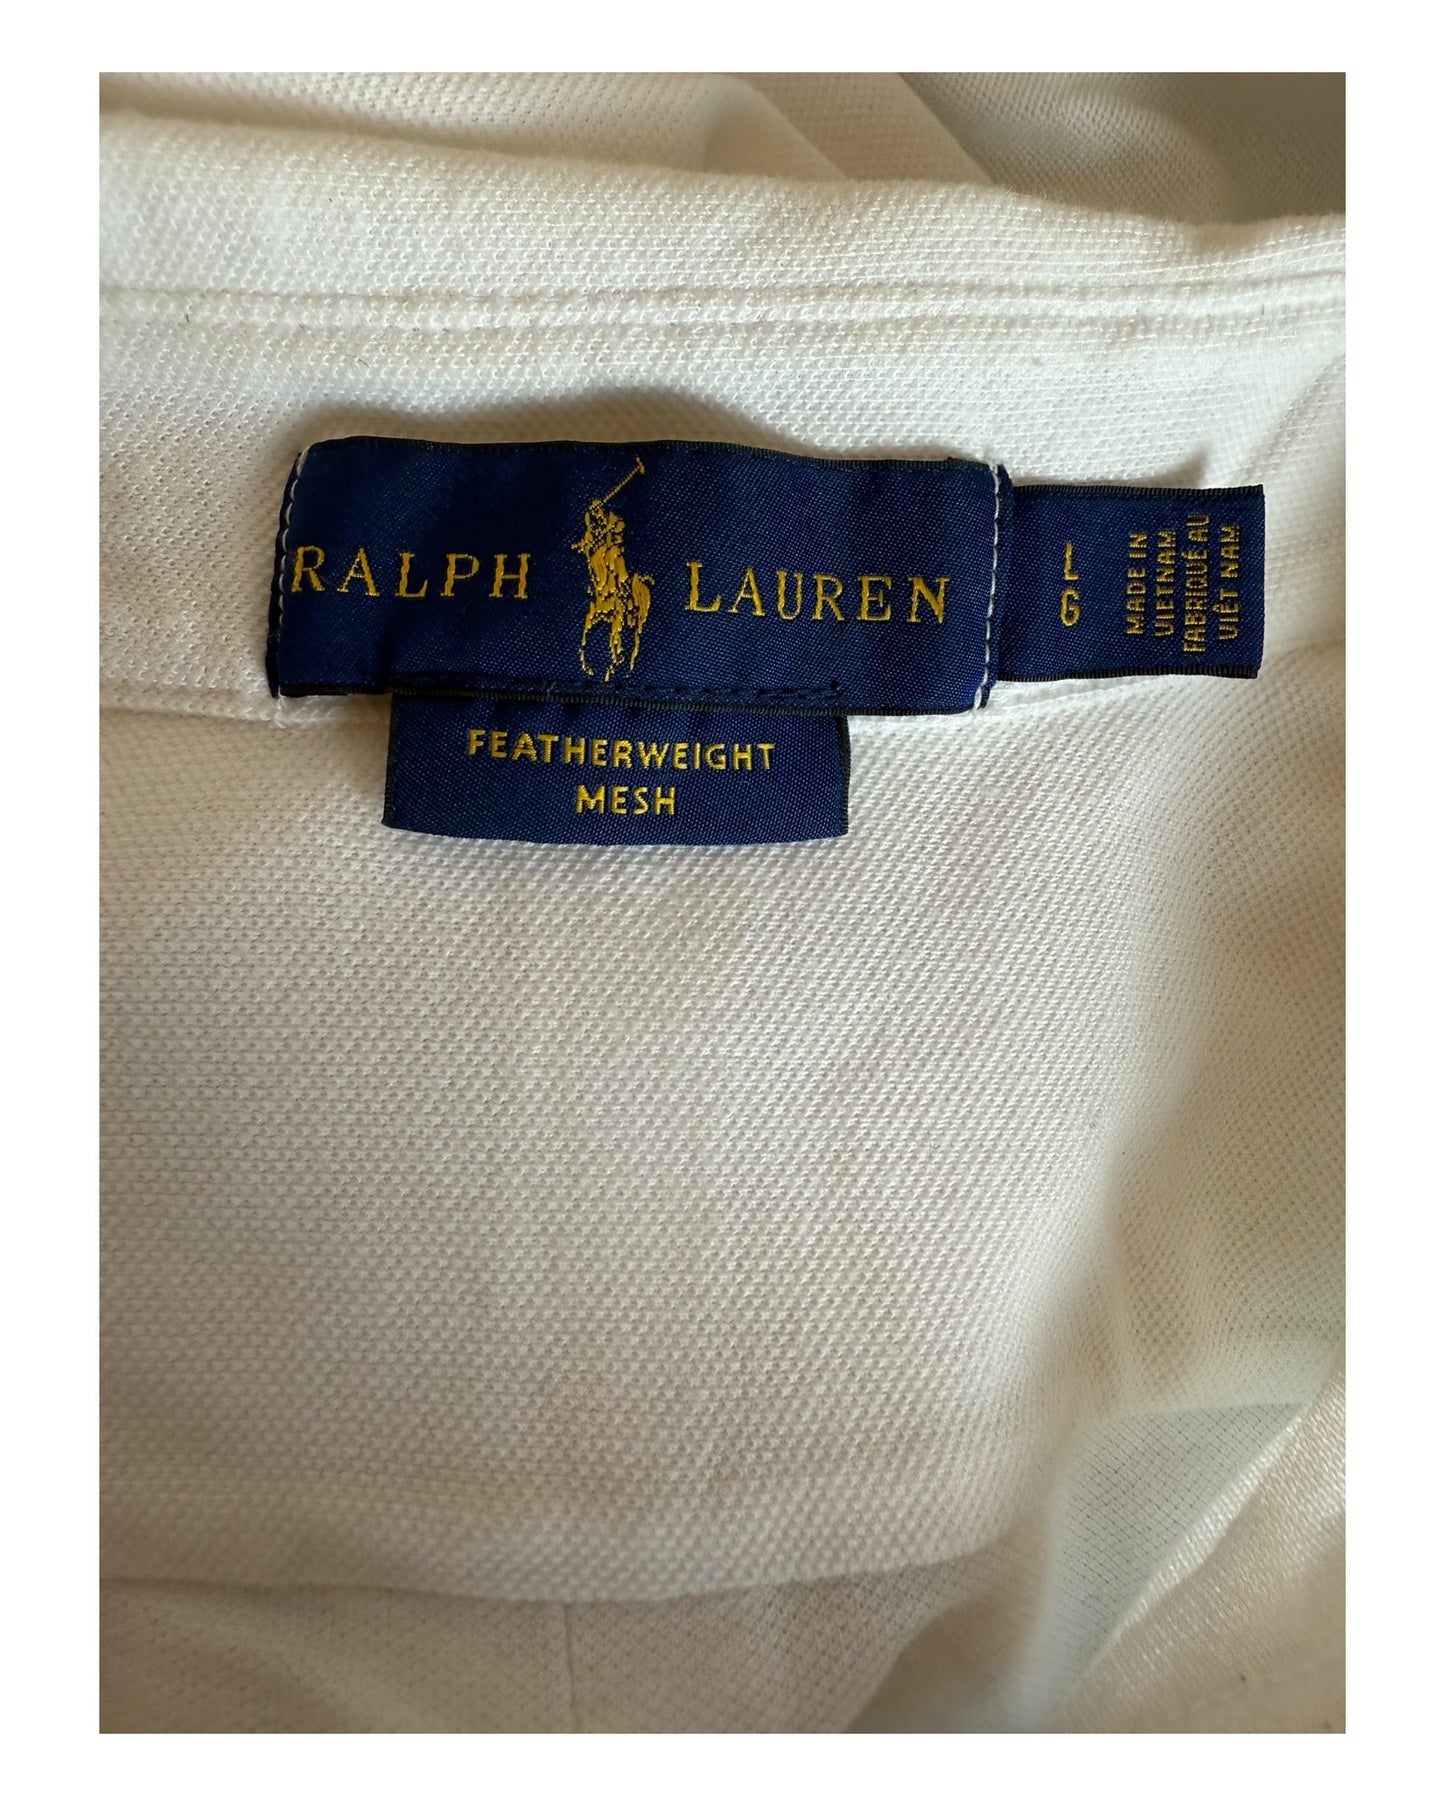 RALPH LAUREN
L
G
MADE IN
VIETNAM
FABRIQUÉ AU
VIÊT NAM
FEATHERWEIGHT
MESH